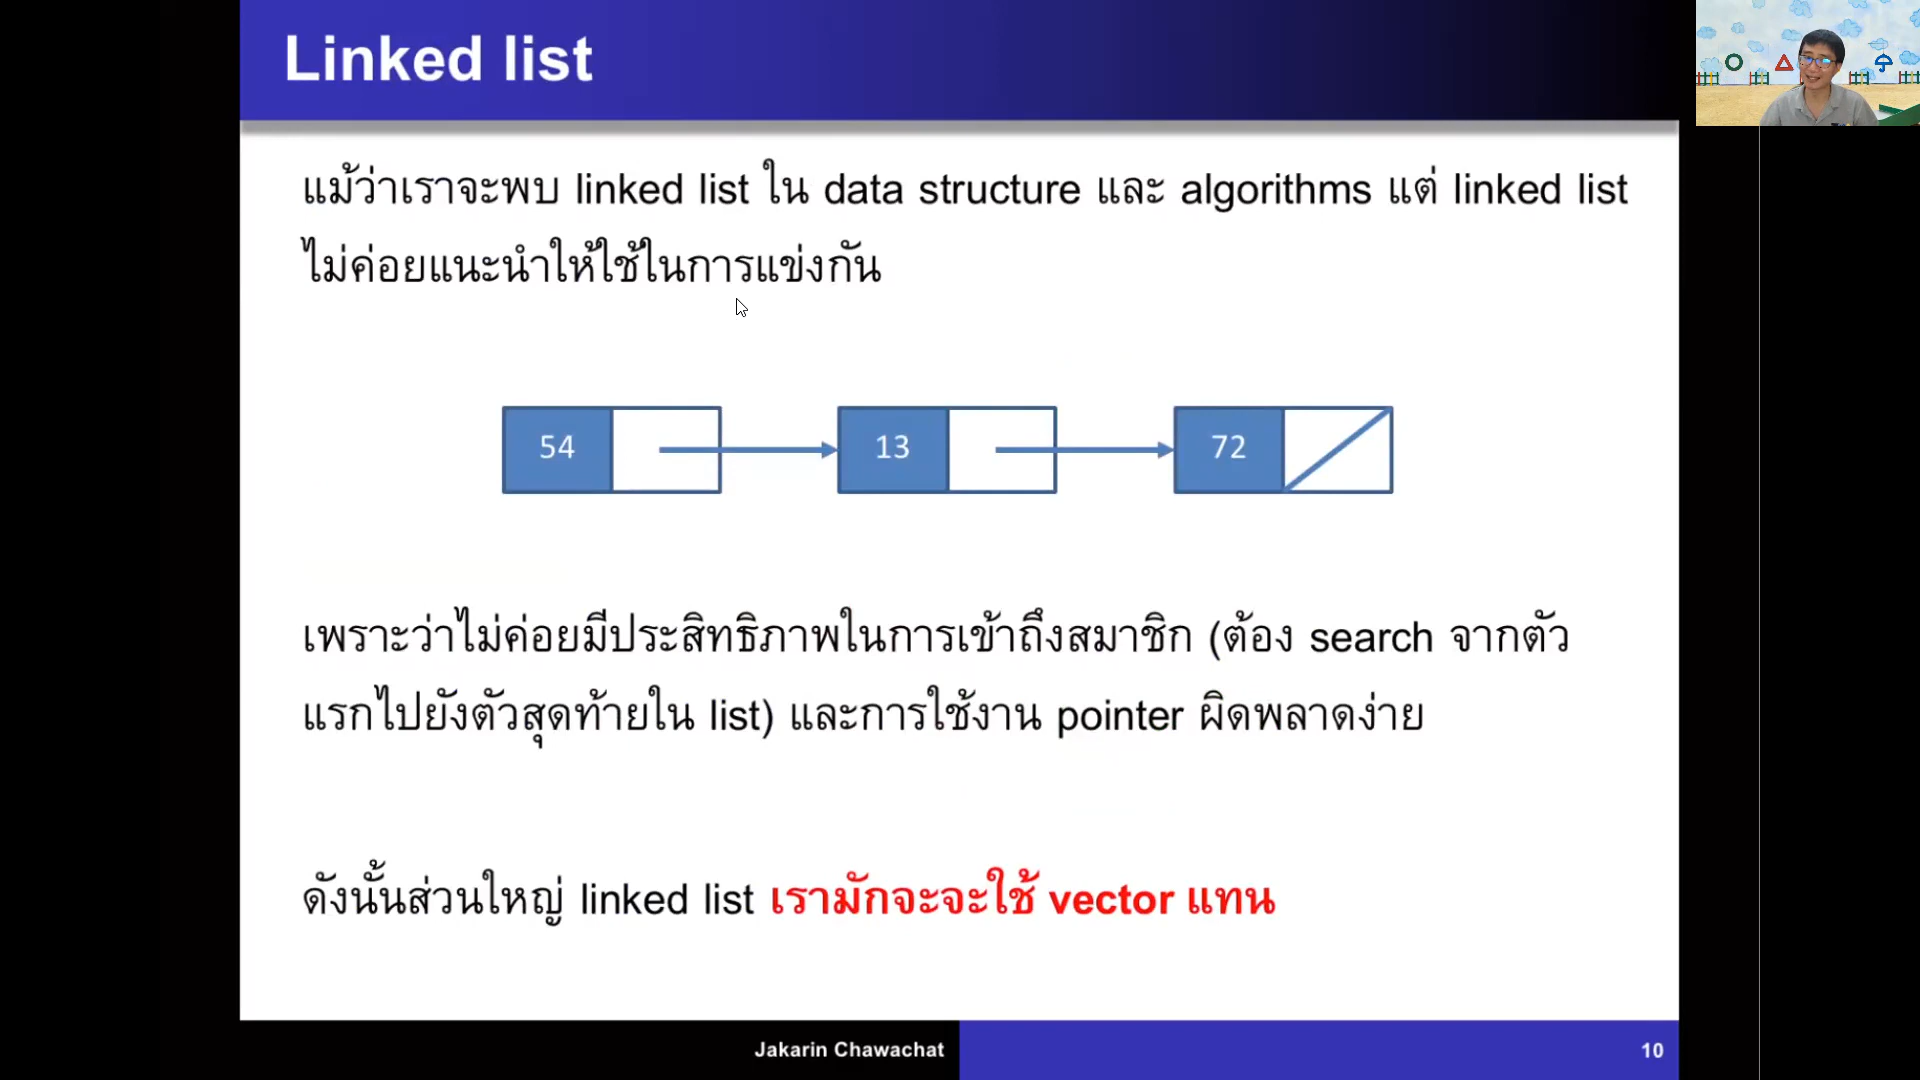 Linked list
แม้ว่าเราจะพบ linked list ใน data structure และ algorithms แต่ linked list
ไม่ค่อยแนะนำให้ใช้ในการแข่งกัน
54 13 72
เพราะว่าไม่ค่อยมีประสิทธิภาพในการเข้าถึงสมาชิก (ต้อง search จากตัว
แรกไปยังตัวสุดท้ายใน list) และการใช้งาน pointer ผิดพลาดง่าย
ดังนั้นส่วนใหญ่ linked list เรามักจะจะใช้ vector แทน
Jakarin Chawachat 10